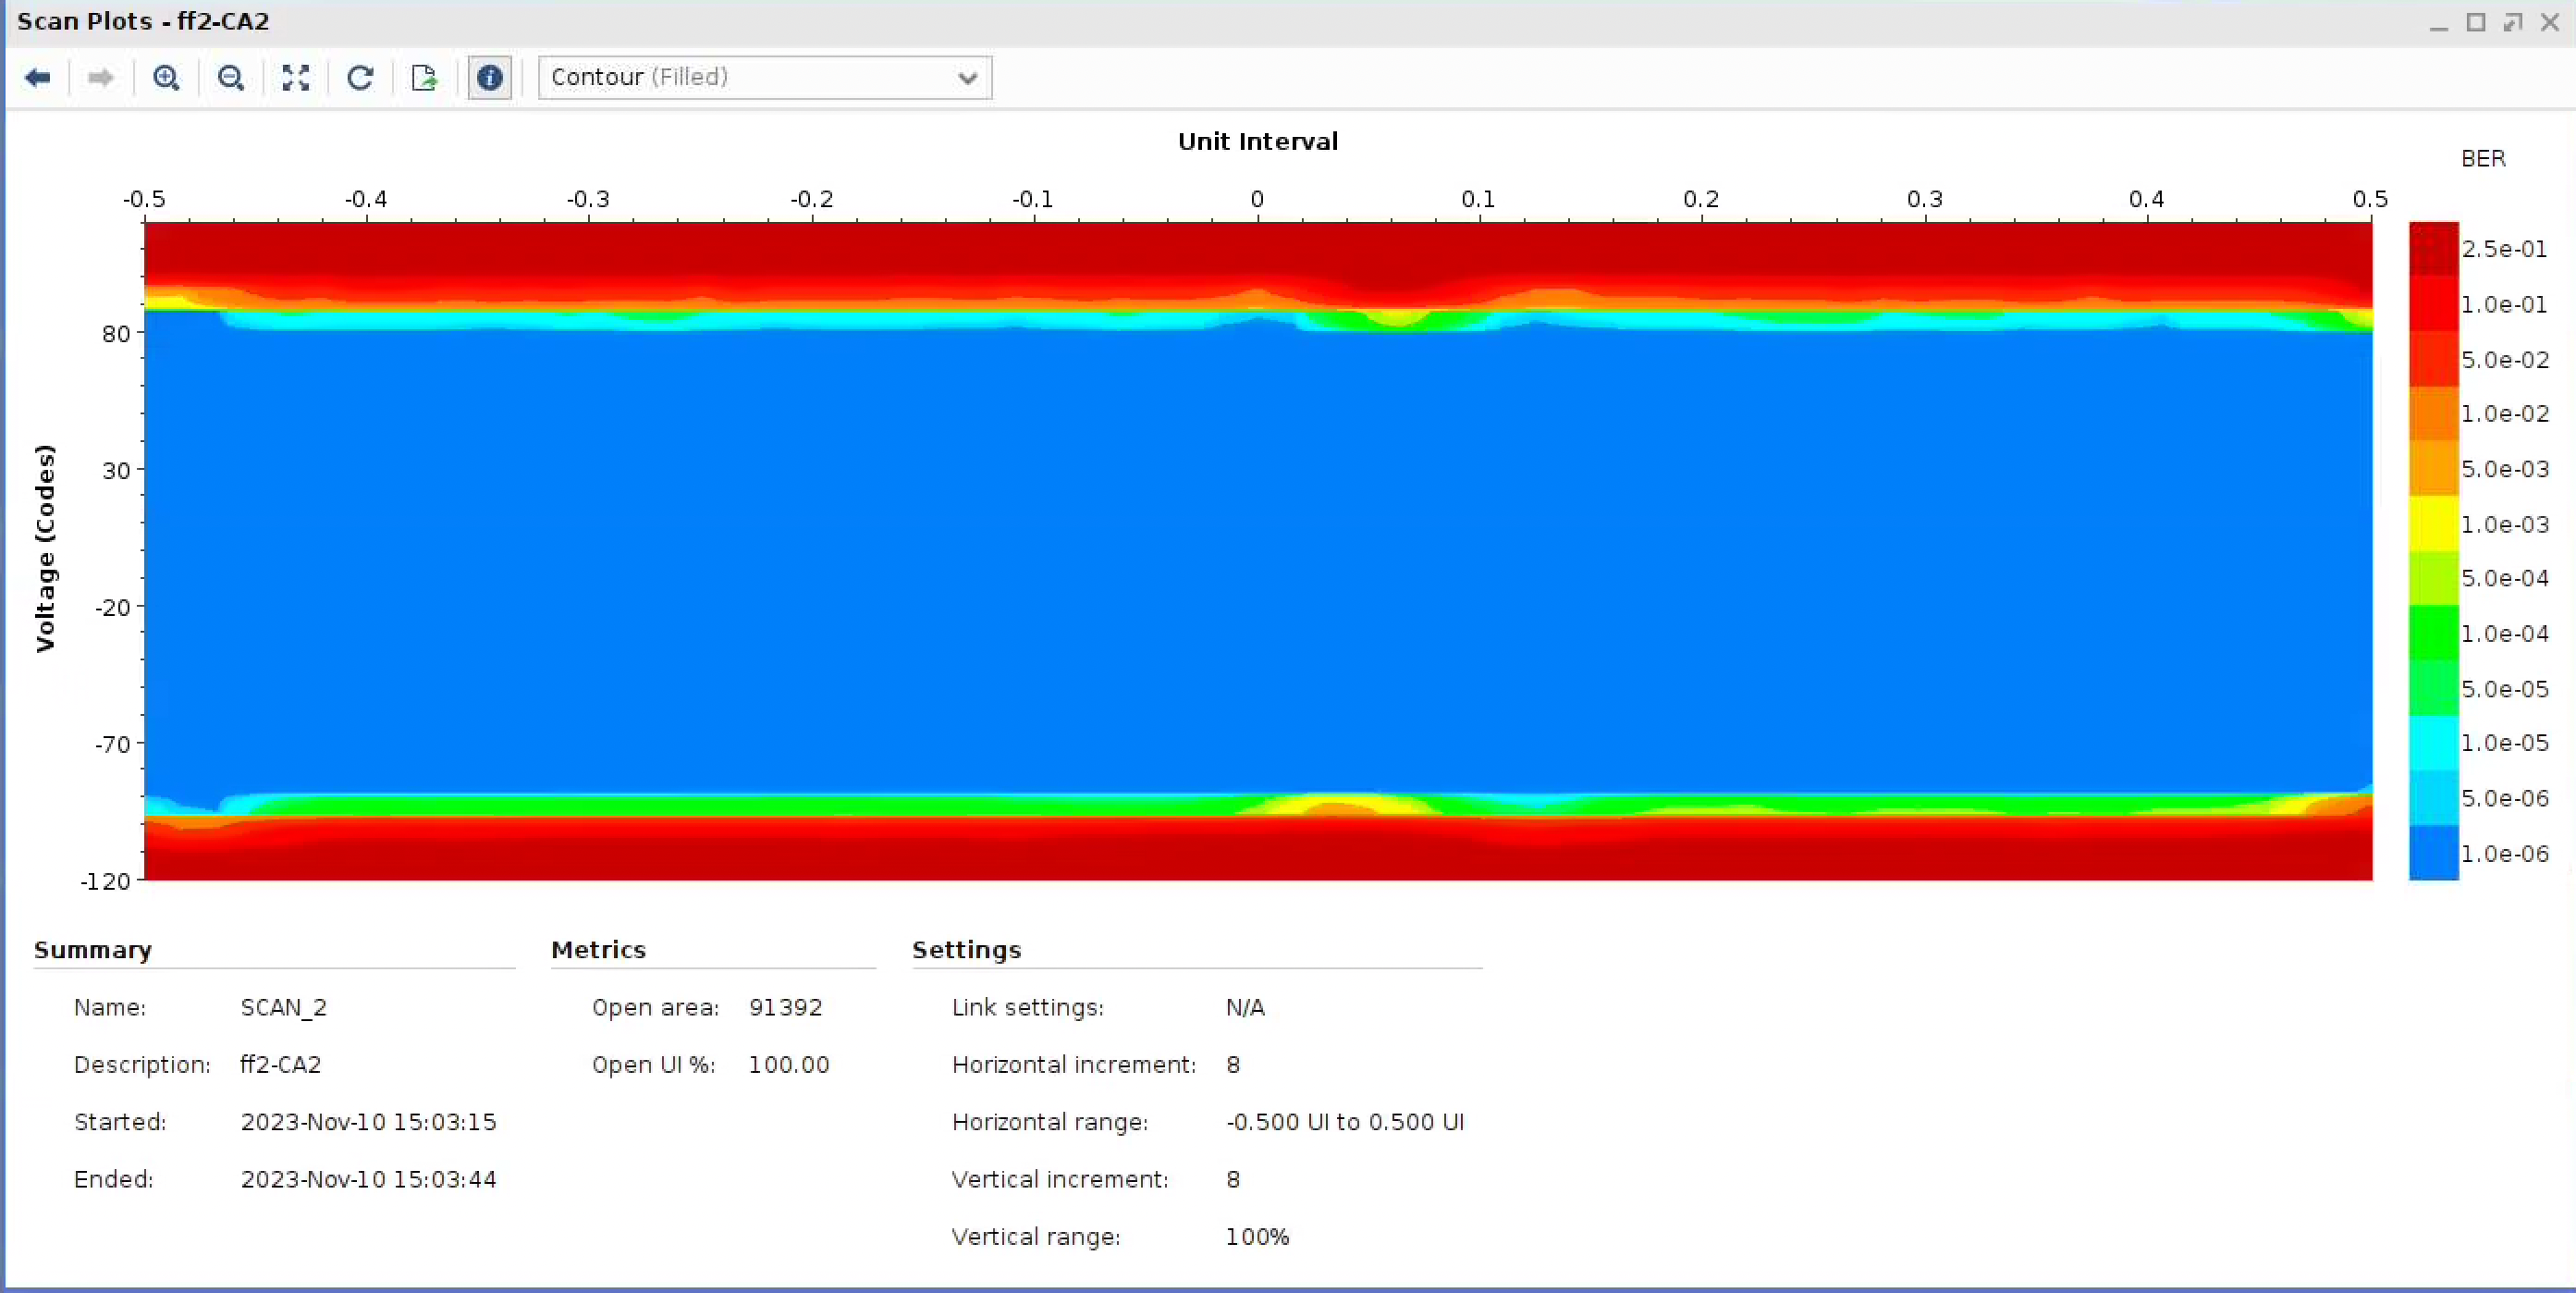 Scan Plots - ff2-CA2
Contour (Filled)
Unit Interval
BER
-0.5 -0.4 -0.3 -0.2 -0.1 0 0.1 0.2 0.3 0.4 0.5
Voltage (Codes)
80
30
-20
-70
-120
2.5e-01
1.0e-01
5.0e-02
1.0e-02
5.0e-03
1.0e-03
5.0e-04
1.0e-04
5.0e-05
1.0e-05
5.0e-06
1.0e-06
Summary
Name: SCAN_2
Description: ff2-CA2
Started: 2023-Nov-10 15:03:15
Ended: 2023-Nov-10 15:03:44
Metrics
Open area: 91392
Open UI %: 100.00
Settings
Link settings: N/A
Horizontal increment: 8
Horizontal range: -0.500 UI to 0.500 UI
Vertical increment: 8
Vertical range: 100%